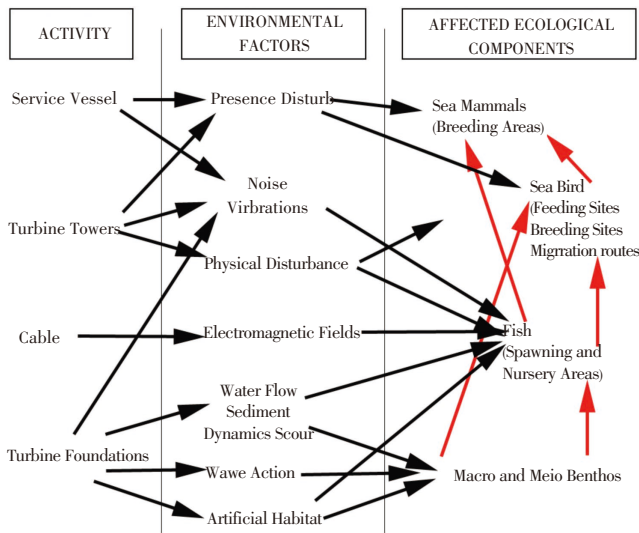 ACTIVITY
ENVIRONMENTAL
FACTORS
AFFECTED ECOLOGICAL
COMPONENTS
Service Vessel
Turbine Towers
Cable
Turbine Foundations
Presence Disturb
Noise
Virbrations
Physical Disturbance
Electromagnetic Fields
Water Flow
Sediment
Dynamics Scour
Wawe Action
Artificial Habitat
Sea Mammals
(Breeding Areas)
Sea Bird
(Feeding Sites
Breeding Sites
Migrration routes
Fish
(Spawning and
Nursery Areas)
Macro and Meio Benthos